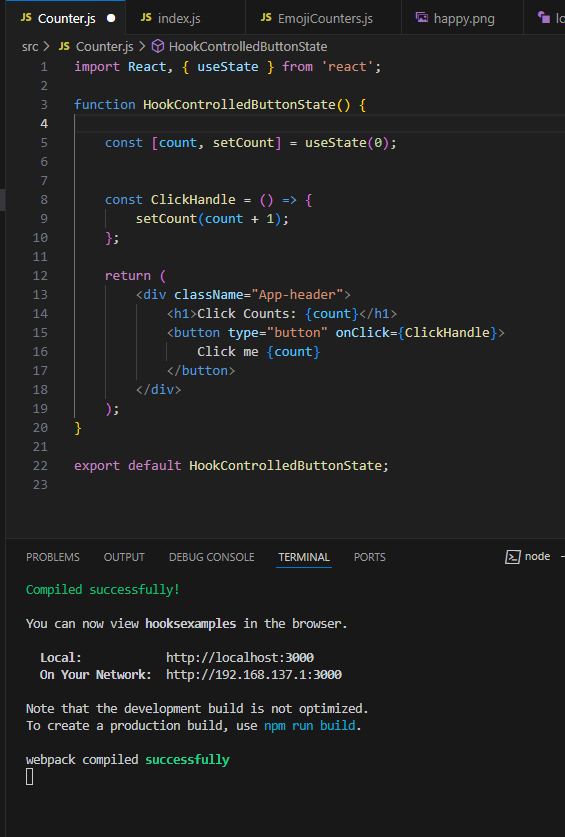 JS Counter.js
JS index.js
JS EmojiCounters.js
happy.png
lo
src > JS Counter.js > HookControlledButtonState
1 import React, { useState } from 'react';
2
3 function HookControlledButtonState() {
4
5 const [count, setCount] = useState(0);
6
7
8 const ClickHandle = () => {
9 setCount(count + 1);
10 };
11
12 return (
13 <div className="App-header">
14 <h1>Click Counts: {count}</h1>
15 <button type="button" onClick={ClickHandle}>
16 Click me {count}
17 </button>
18 </div>
19 );
20 }
21
22 export default HookControlledButtonState;
23
PROBLEMS OUTPUT DEBUG CONSOLE TERMINAL PORTS
node
Compiled successfully!
You can now view hooksexamples in the browser.
Local: http://localhost:3000
On Your Network: http://192.168.137.1:3000
Note that the development build is not optimized.
To create a production build, use npm run build.
webpack compiled successfully